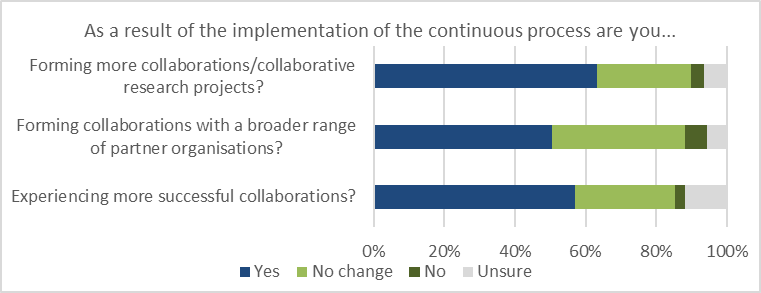 As a result of the implementation of the continuous process are you...
Forming more collaborations/collaborative
research projects?
Forming collaborations with a broader range
of partner organisations?
Experiencing more successful collaborations?
0% 20% 40% 60% 80% 100%
Yes No change No Unsure